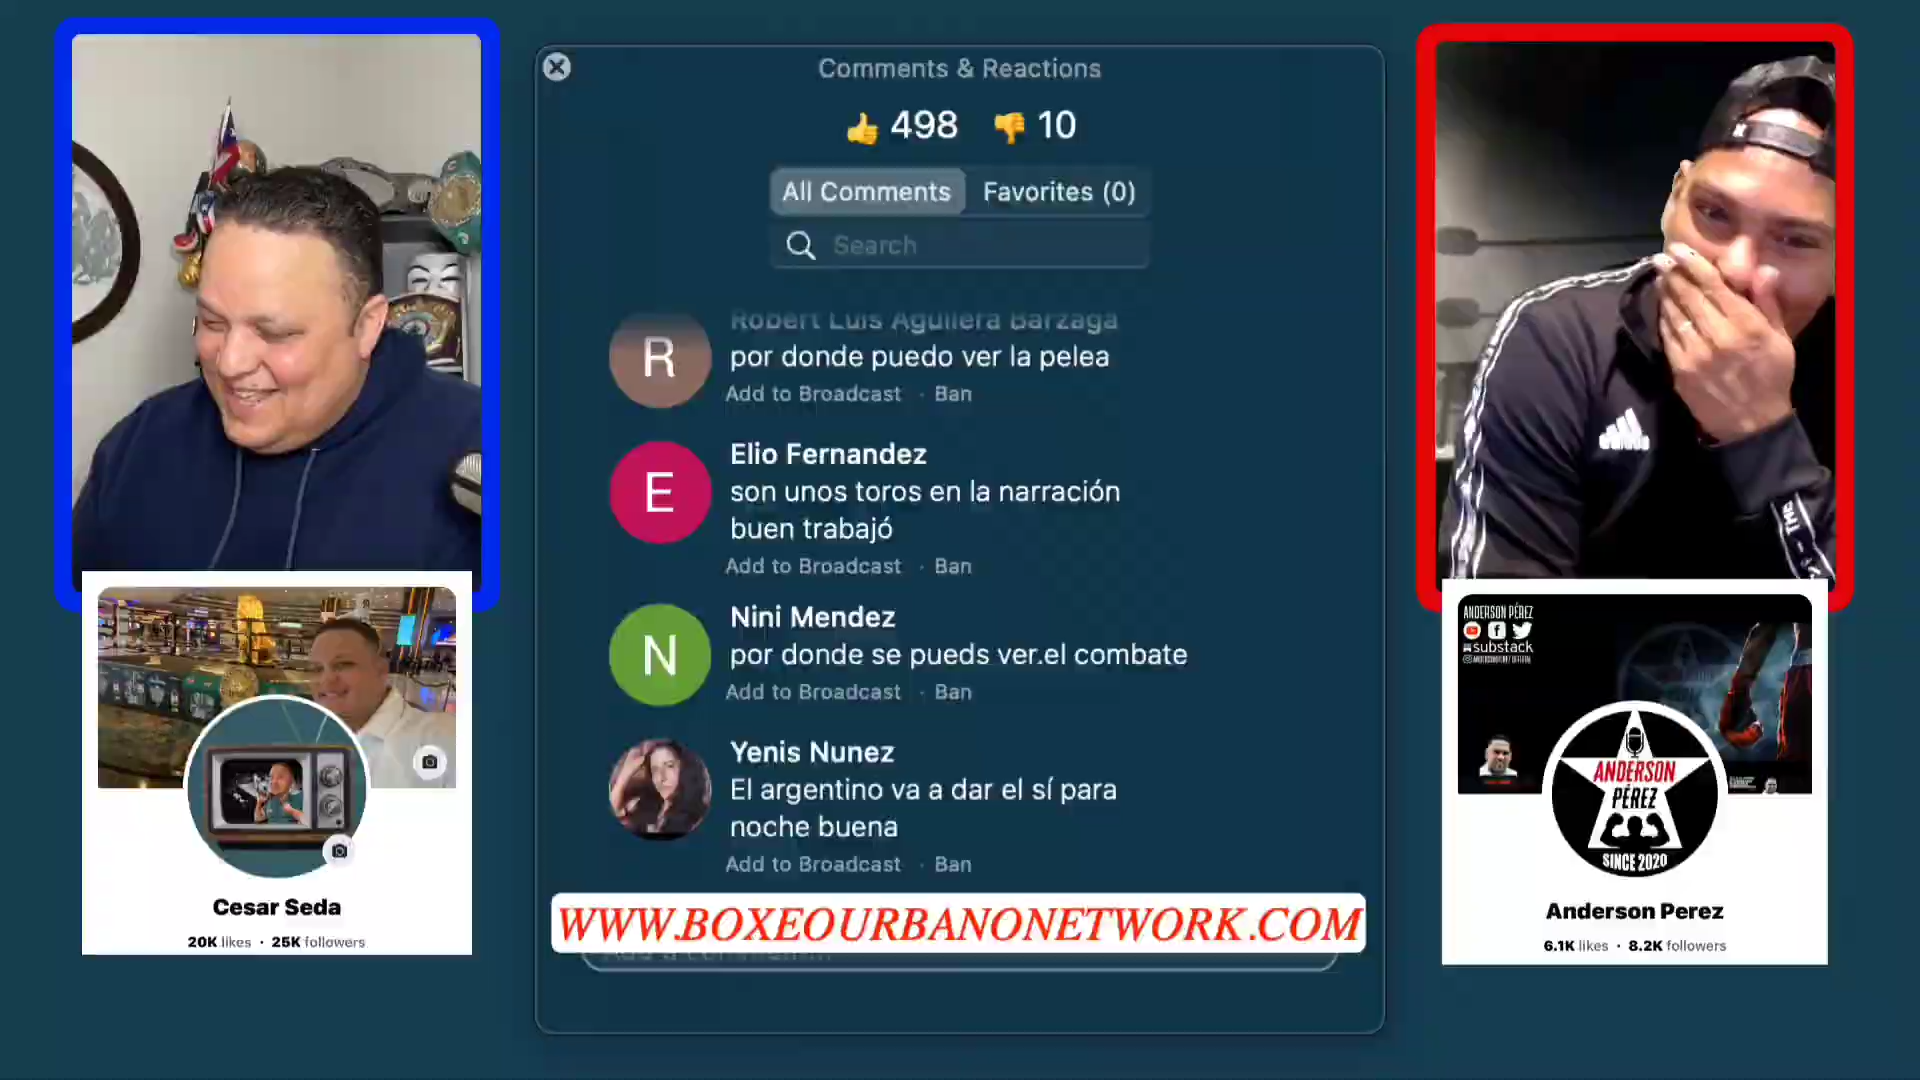 Comments & Reactions
👍 498 👎 10
All Comments Favorites (0)
Search
Robert Luis Aguilera Barzaga
por donde puedo ver la pelea
Add to Broadcast · Ban
Elio Fernandez
son unos toros en la narración
buen trabajó
Add to Broadcast · Ban
Nini Mendez
por donde se pueds ver.el combate
Add to Broadcast · Ban
Yenis Nunez
El argentino va a dar el sí para
noche buena
Add to Broadcast · Ban
WWW.BOXEOURBANONETWORK.COM
Cesar Seda
20K likes · 25K followers
ANDERSON PÉREZ
substack
ANDERSON
PÉREZ
SINCE 2020
Anderson Perez
6.1K likes · 8.2K followers
R
E
N